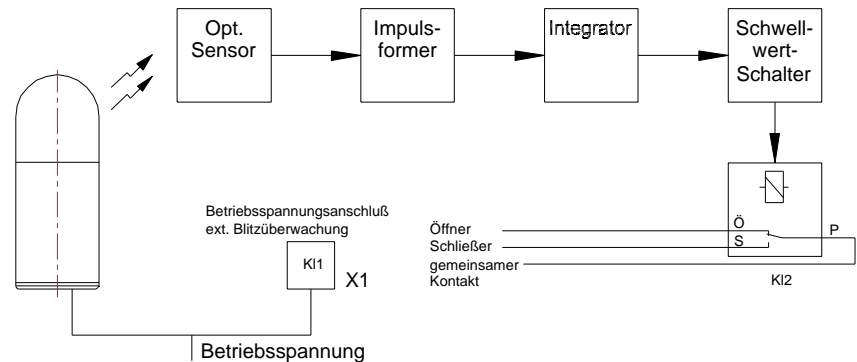 Opt.
Sensor
Impuls-
former
Integrator
Schwell-
wert-
Schalter
Betriebsspannungsanschluß
ext. Blitzüberwachung
Kl1
X1
Öffner
Schließer
gemeinsamer
Kontakt
Ö
S
P
Kl2
Betriebsspannung